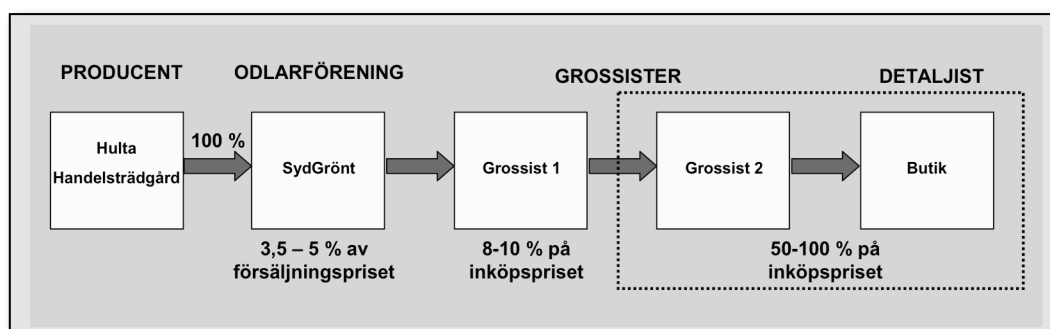 PRODUCENT
ODLARFÖRENING
GROSSISTER
DETALJIST
Hulta
Handelsträdgård
100 %
SydGrönt
Grossist 1
Grossist 2
Butik
3,5 – 5 % av
försäljningspriset
8-10 % på
inköpspriset
50-100 % på
inköpspriset